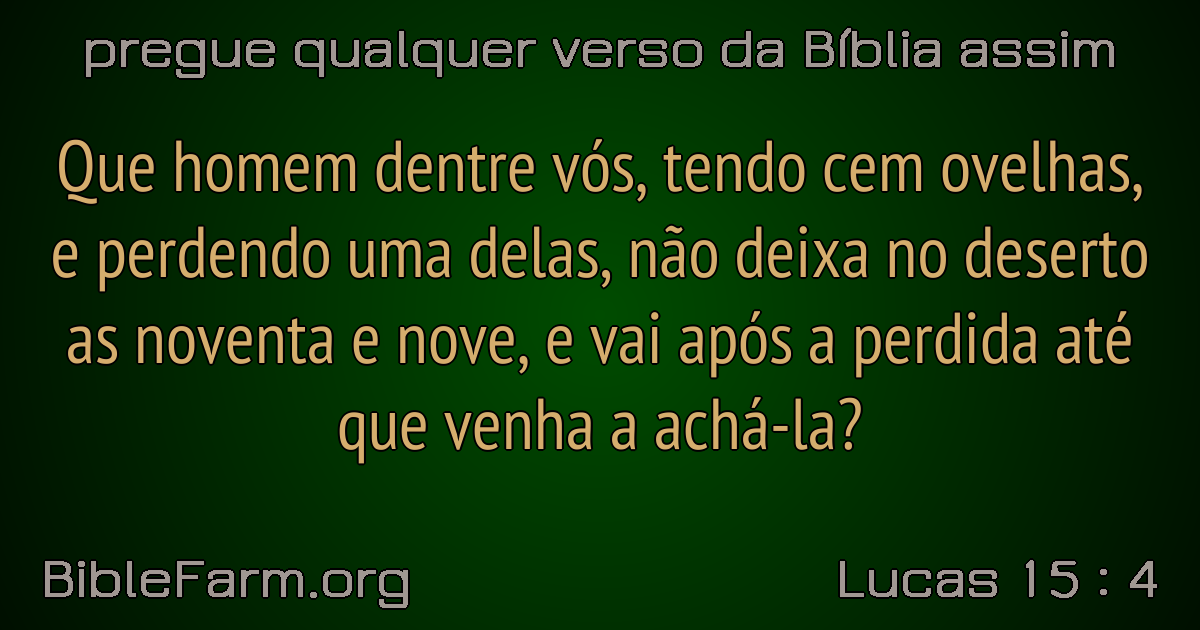 pregue qualquer verso da Bíblia assim
Que homem dentre vós, tendo cem ovelhas,
e perdendo uma delas, não deixa no deserto
as noventa e nove, e vai após a perdida até
que venha a achá-la?
BibleFarm.org
Lucas 15 : 4